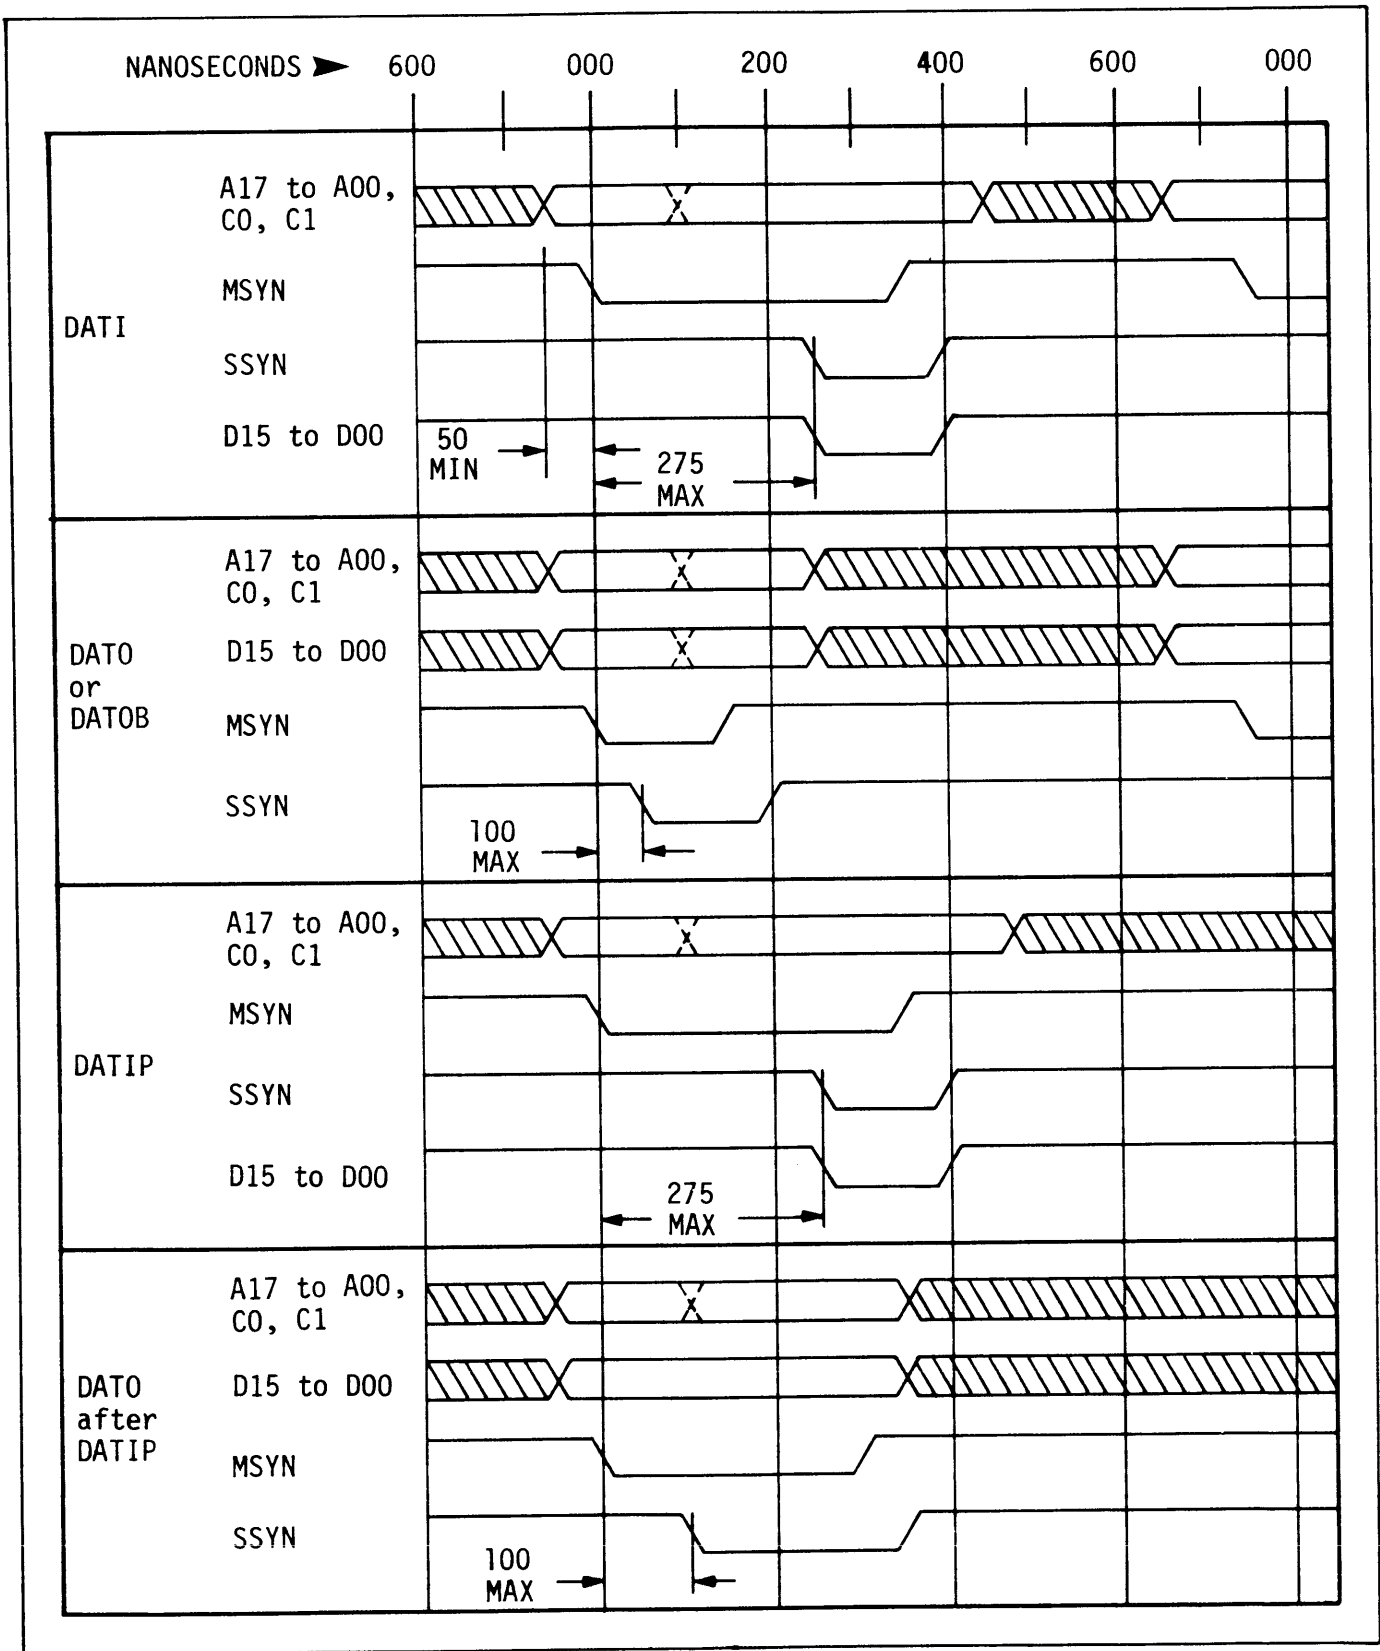 NANOSECONDS ► 600 000 200 400 600 000
A17 to A00,
C0, C1
MSYN
DATI
SSYN
D15 to D00
50
MIN
275
MAX
A17 to A00,
C0, C1
DATO
or
DATOB
D15 to D00
MSYN
SSYN
100
MAX
A17 to A00,
C0, C1
MSYN
DATIP
SSYN
D15 to D00
275
MAX
A17 to A00,
C0, C1
DATO
after
DATIP
D15 to D00
MSYN
SSYN
100
MAX